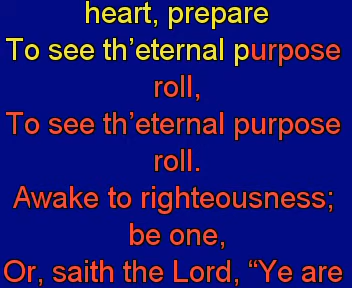 heart, prepare
To see th’eternal purpose
roll,
To see th’eternal purpose
roll.
Awake to righteousness;
be one,
Or, saith the Lord, “Ye are